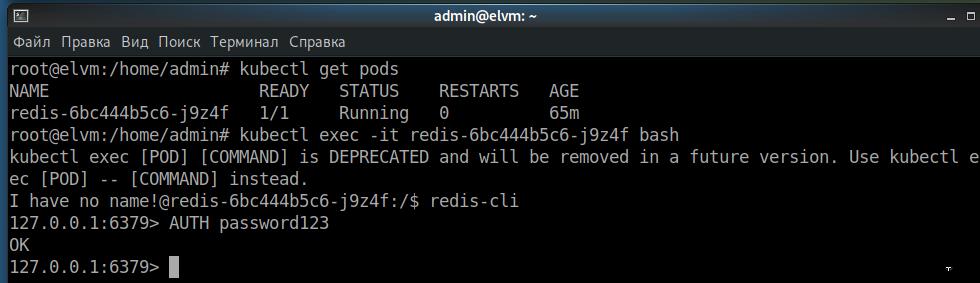 admin@elvm: ~
Файл Правка Вид Поиск Терминал Справка
root@elvm:/home/admin# kubectl get pods
NAME READY STATUS RESTARTS AGE
redis-6bc444b5c6-j9z4f 1/1 Running 0 65m
root@elvm:/home/admin# kubectl exec -it redis-6bc444b5c6-j9z4f bash
kubectl exec [POD] [COMMAND] is DEPRECATED and will be removed in a future version. Use kubectl e
ec [POD] -- [COMMAND] instead.
I have no name!@redis-6bc444b5c6-j9z4f:/$ redis-cli
127.0.0.1:6379> AUTH password123
OK
127.0.0.1:6379>